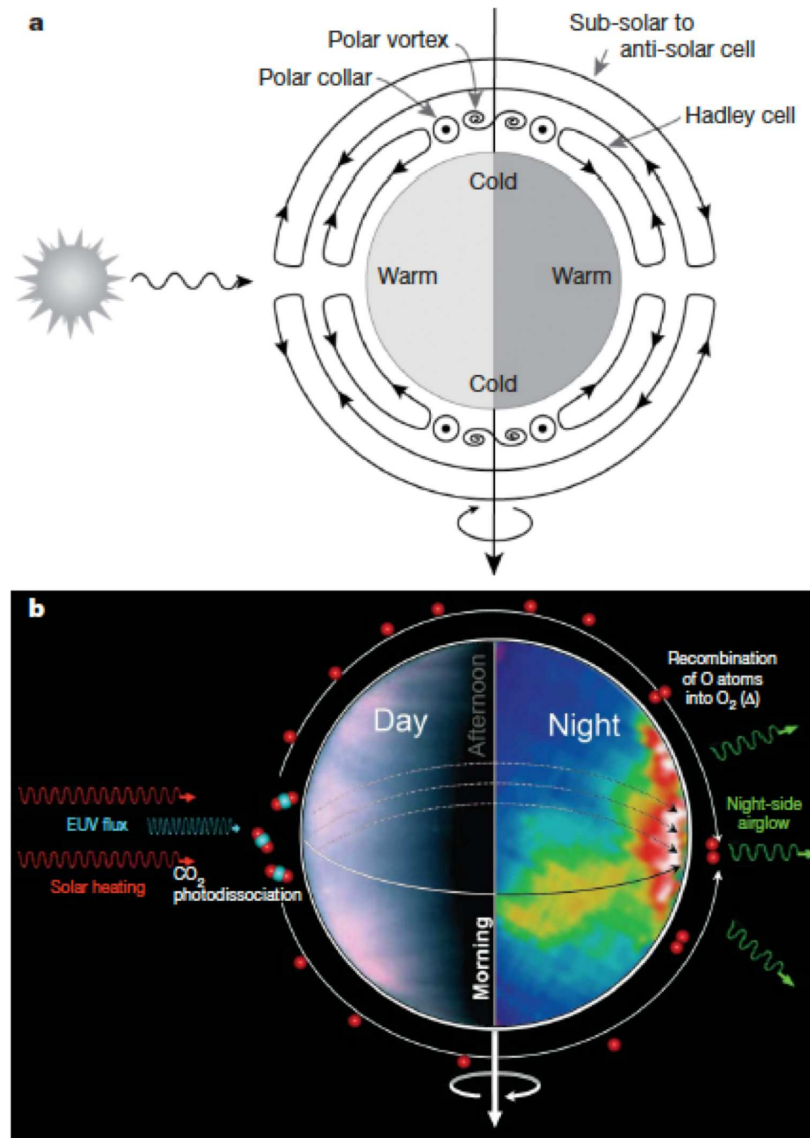 a
Polar vortex
Polar collar
Sub-solar to
anti-solar cell
Hadley cell
Cold
Warm
Warm
Cold
b
Day
Afternoon
Night
Recombination
of O atoms
into O₂ (Δ)
EUV flux
Solar heating
CO₂
photodissociation
Night-side
airglow
Morning